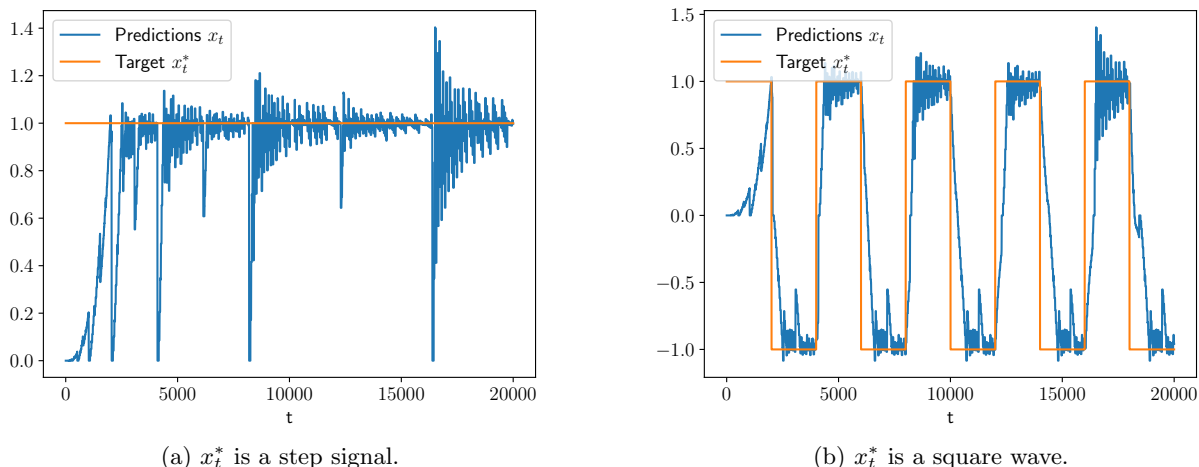 1.4
1.2
1.0
0.8
0.6
0.4
0.2
0.0
Predictions $x_t$
Target $x_t^*$
0 5000 10000 15000 20000
t
(a) $x_t^*$ is a step signal.
1.5
1.0
0.5
0.0
−0.5
−1.0
Predictions $x_t$
Target $x_t^*$
0 5000 10000 15000 20000
t
(b) $x_t^*$ is a square wave.